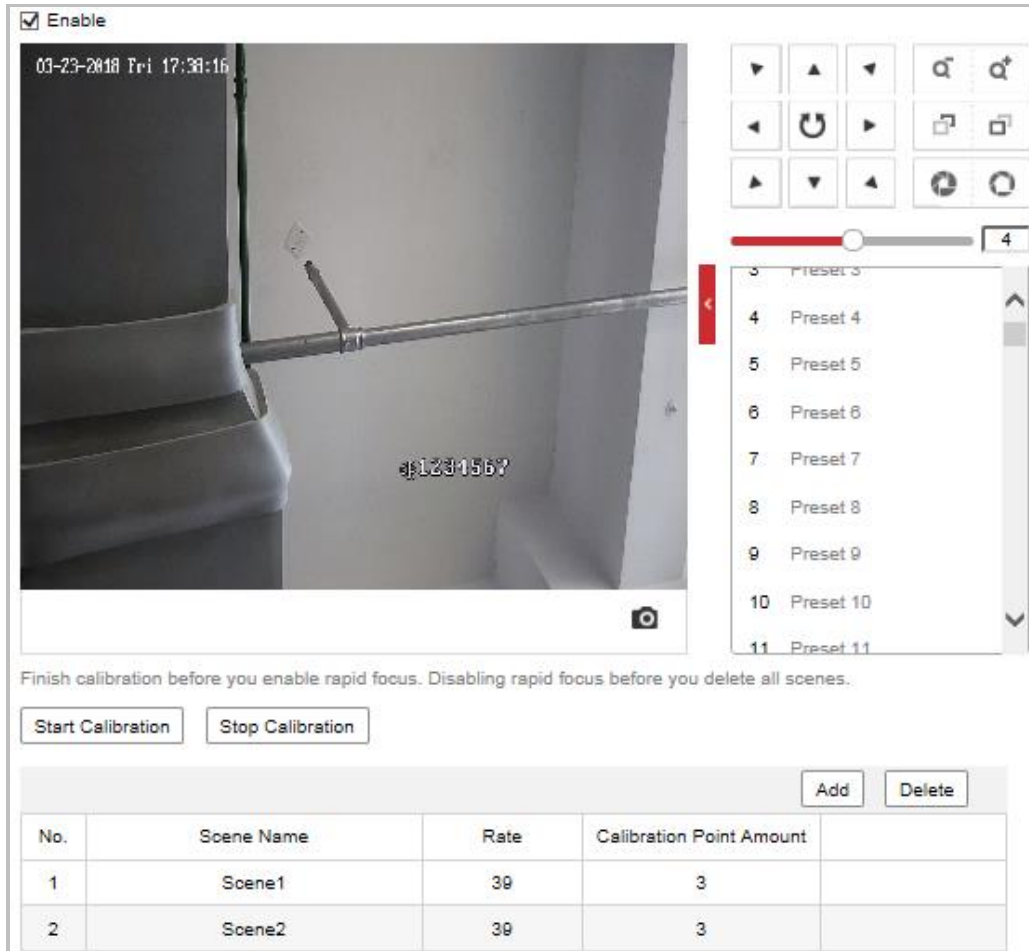 Enable
03-23-2018 Fri 17:38:16
4
3 Preset 3
4 Preset 4
5 Preset 5
6 Preset 6
7 Preset 7
8 Preset 8
9 Preset 9
10 Preset 10
11 Preset 11
Finish calibration before you enable rapid focus. Disabling rapid focus before you delete all scenes.
Start Calibration Stop Calibration
Add Delete
No. Scene Name Rate Calibration Point Amount
1 Scene1 39 3
2 Scene2 39 3